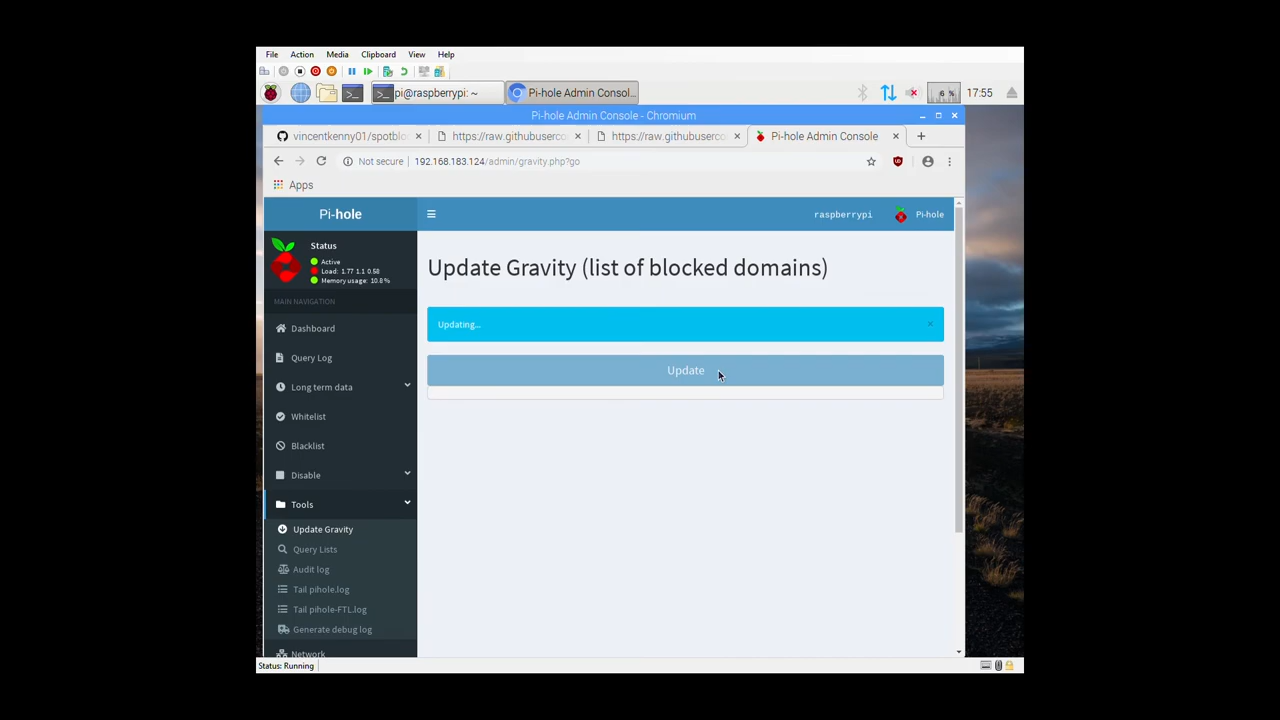 File Action Media Clipboard View Help
pi@raspberrypi: ~ Pi-hole Admin Consol... 6 % 17:55
Pi-hole Admin Console - Chromium
vincentkenny01/spotblo https://raw.githubuserco https://raw.githubuserco Pi-hole Admin Console
Not secure 192.168.183.124/admin/gravity.php?go
Apps
Pi-hole raspberrypi Pi-hole
Status
Active
Load: 1.77 1.1 0.58
Memory usage: 10.8 %
MAIN NAVIGATION
Dashboard
Query Log
Long term data
Whitelist
Blacklist
Disable
Tools
Update Gravity
Query Lists
Audit log
Tail pihole.log
Tail pihole-FTL.log
Generate debug log
Network
Update Gravity (list of blocked domains)
Updating... ×
Update
Status: Running